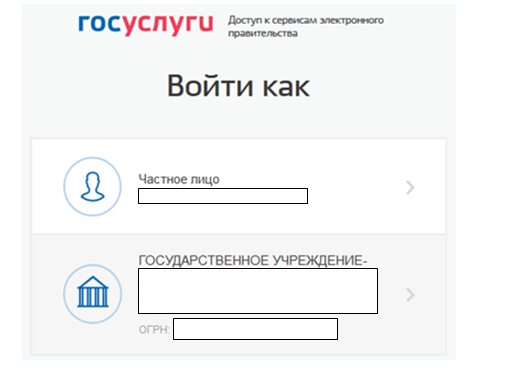 госуслуги Доступ к сервисам электронного
правительства
Войти как
Частное лицо
ГОСУДАРСТВЕННОЕ УЧРЕЖДЕНИЕ-
ОГРН: